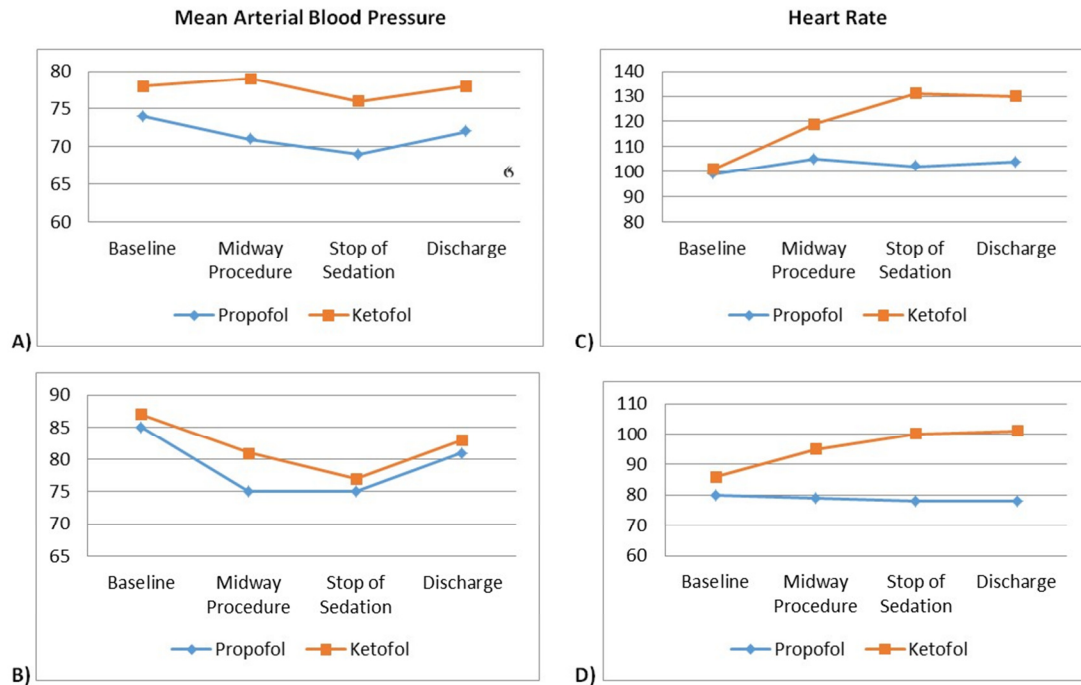 Mean Arterial Blood Pressure
Heart Rate
80
75
70
65
60
Baseline
Midway
Procedure
Stop of
Sedation
Discharge
Propofol
Ketofol
A)
140
130
120
110
100
90
80
Baseline
Midway
Procedure
Stop of
Sedation
Discharge
Propofol
Ketofol
C)
90
85
80
75
70
65
Baseline
Midway
Procedure
Stop of
Sedation
Discharge
Propofol
Ketofol
B)
110
100
90
80
70
60
Baseline
Midway
Procedure
Stop of
Sedation
Discharge
Propofol
Ketofol
D)